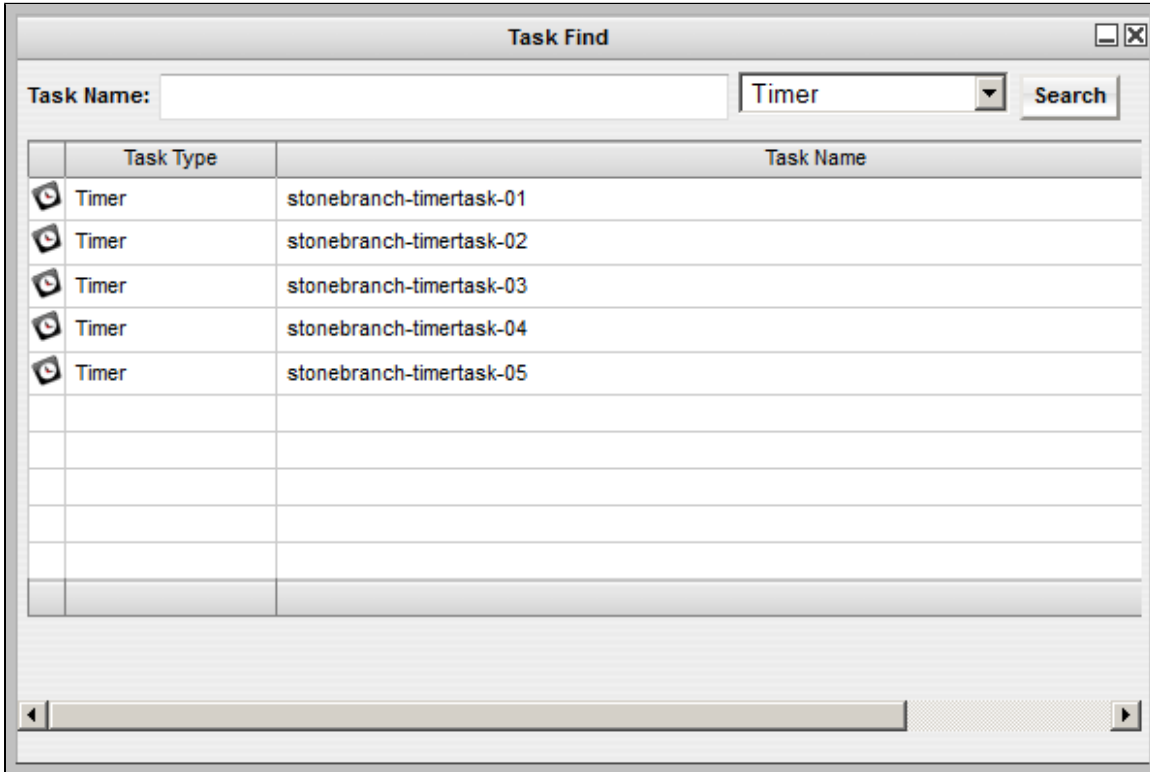 Task Find
Task Name: Timer Search
Task Type Task Name
Timer stonebranch-timertask-01
Timer stonebranch-timertask-02
Timer stonebranch-timertask-03
Timer stonebranch-timertask-04
Timer stonebranch-timertask-05